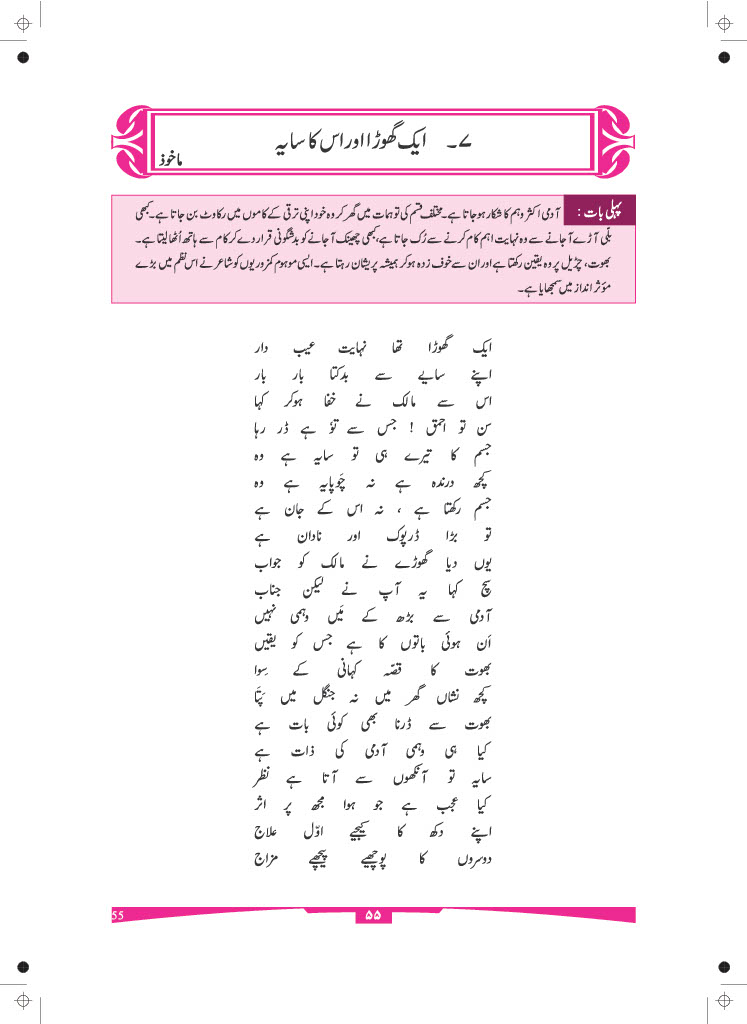 ۷۔ ایک گھوڑا اور اس کا سایہ
ماخوذ
پہلی بات : آدمی اکثر وہم کا شکار ہوجاتا ہے۔ مختلف قسم کی توہمات میں گھر کر وہ خود اپنی ترقی کے کاموں میں رکاوٹ بن جاتا ہے۔ کبھی
بلّی آڑے آجانے سے وہ نہایت اہم کام کرنے سے رُک جاتا ہے، کبھی چھینک آجانے کو بدشگونی قرار دے کر کام سے ہاتھ اُٹھا لیتا ہے۔
بھوت، چڑیل پر وہ یقین رکھتا ہے اور ان سے خوف زدہ ہوکر ہمیشہ پریشان رہتا ہے۔ ایسی موہوم کمزوریوں کو شاعر نے اس نظم میں بڑے
مؤثر انداز میں سمجھایا ہے۔
ایک گھوڑا تھا نہایت عیب دار
اپنے سایے سے بدکتا بار بار
اس سے مالک نے خفا ہوکر کہا
سن تو احمق ! جس سے تؤ ہے ڈر رہا
جسم کا تیرے ہی تو سایہ ہے وہ
کچھ درندہ ہے نہ چَوپایہ ہے وہ
جسم رکھتا ہے ، نہ اس کے جان ہے
تو بڑا ڈرپوک اور نادان ہے
یوں دیا گھوڑے نے مالک کو جواب
سچ کہا یہ آپ نے لیکن جناب
آدمی سے بڑھ کے مَیں وہمی نہیں
اَن ہوئی باتوں کا ہے جس کو یقیں
بھوت کا قصّہ کہانی کے سِوا
کچھ نشاں گھر میں نہ جنگل میں پَتَا
بھوت سے ڈرنا بھی کوئی بات ہے
کیا ہی وہمی آدمی کی ذات ہے
سایہ تو آنکھوں سے آتا ہے نظر
کیا عجب ہے جو ہوا مجھ پر اثر
اپنے دکھ کا کیجیے اوّل علاج
دوسروں کا پوچھیے پیچھے مزاج
55
۵۵